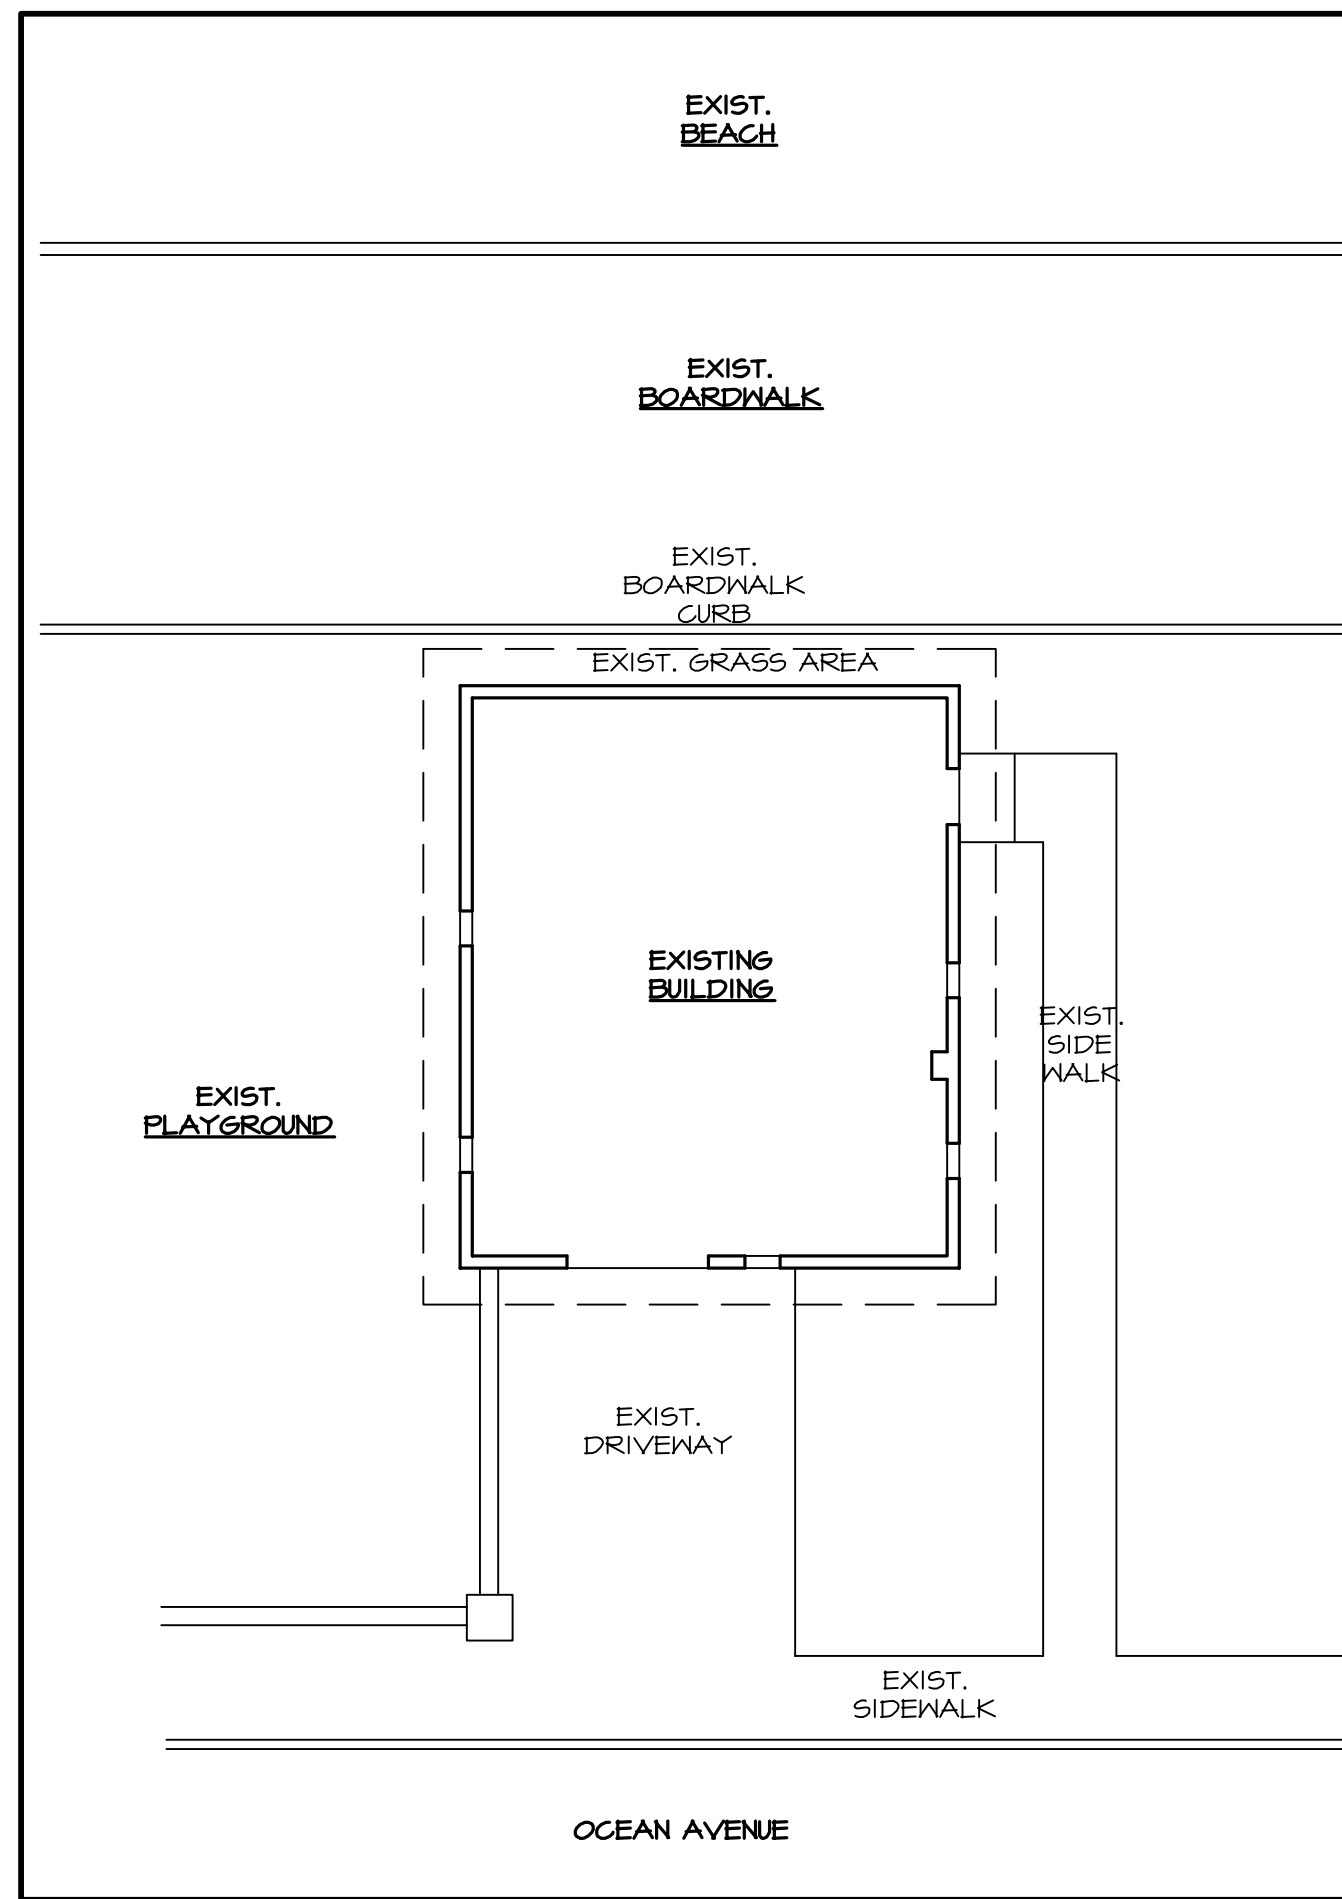 EXIST.
BEACH
EXIST.
BOARDWALK
EXIST.
BOARDWALK
CURB
EXIST. GRASS AREA
EXISTING
BUILDING
EXIST.
SIDE
WALK
EXIST.
PLAYGROUND
EXIST.
DRIVEWAY
EXIST.
SIDEWALK
OCEAN AVENUE